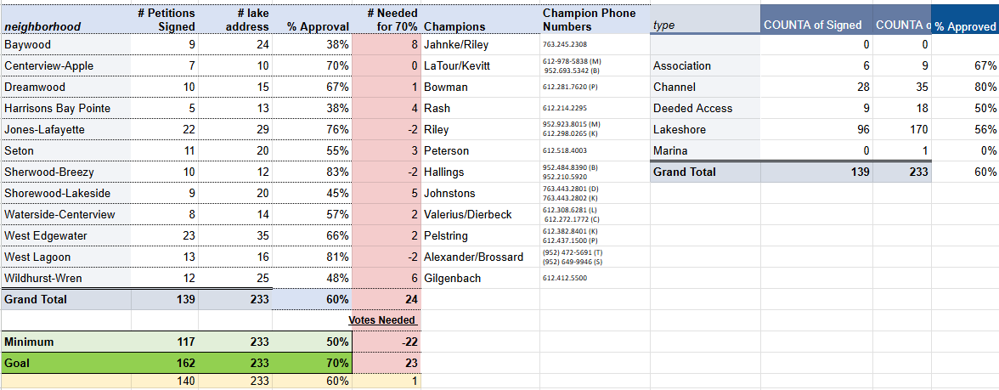 neighborhood # Petitions Signed # lake address % Approval # Needed for 70% Champions Champion Phone Numbers
Baywood 9 24 38% 8 Jahnke/Riley 763.245.2308
Centerview-Apple 7 10 70% 0 LaTour/Kevitt 612-978-5838 (M) 952.693.5342 (B)
Dreamwood 10 15 67% 1 Bowman 612.281.7620 (P)
Harrisons Bay Pointe 5 13 38% 4 Rash 612.214.2295
Jones-Lafayette 22 29 76% -2 Riley 952.923.8015 (M) 612.298.0265 (K)
Seton 11 20 55% 3 Peterson 612.518.4003
Sherwood-Breezy 10 12 83% -2 Hallings 952.484.8390 (B) 952.210.5920
Shorewood-Lakeside 9 20 45% 5 Johnstons 763.443.2801 (D) 763.443.2802 (K)
Waterside-Centerview 8 14 57% 2 Valerius/Dierbeck 612.308.6281 (L) 612.272.1772 (C)
West Edgewater 23 35 66% 2 Pelstring 612.382.8401 (K) 612.437.1500 (P)
West Lagoon 13 16 81% -2 Alexander/Brossard (952) 472-5691 (T) (952) 649-9946 (S)
Wildhurst-Wren 12 25 48% 6 Gilgenbach 612.412.5500
Grand Total 139 233 60% 24
Votes Needed
Minimum 117 233 50% -22
Goal 162 233 70% 23
140 233 60% 1
type COUNTA of Signed COUNTA o % Approved
0 0
Association 6 9 67%
Channel 28 35 80%
Deeded Access 9 18 50%
Lakeshore 96 170 56%
Marina 0 1 0%
Grand Total 139 233 60%